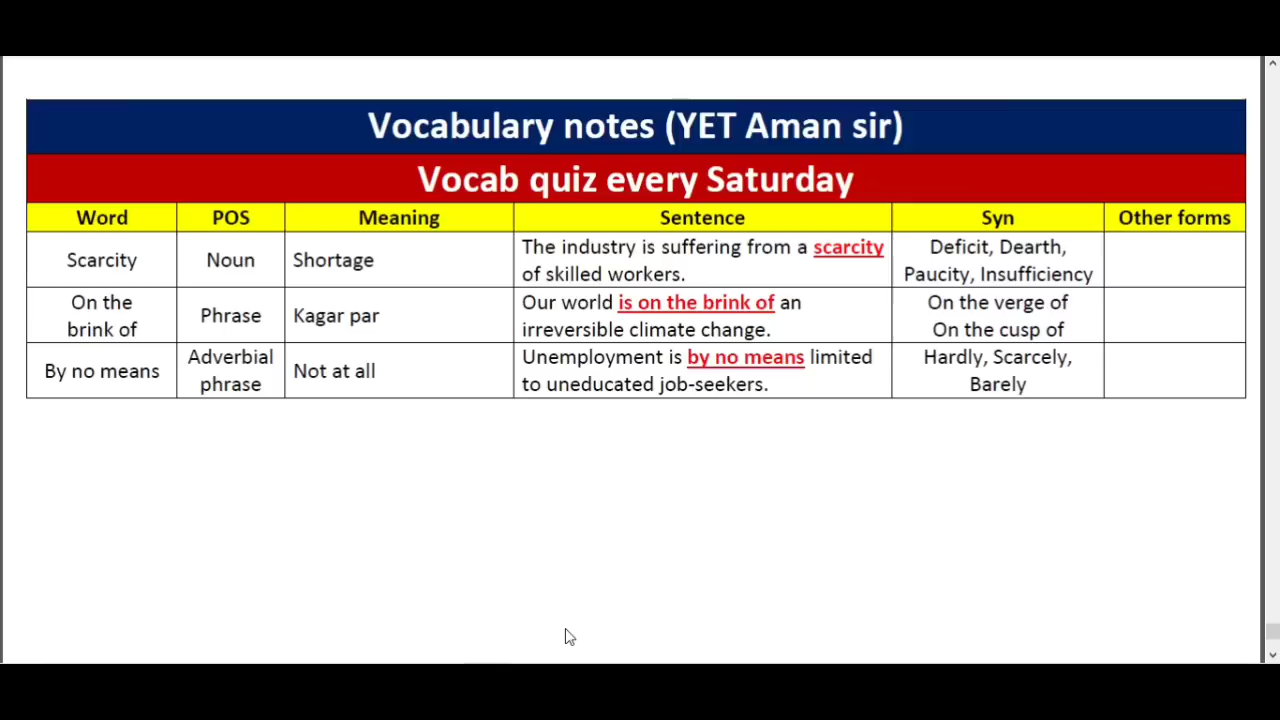 Vocabulary notes (YET Aman sir)
Vocab quiz every Saturday
Word POS Meaning Sentence Syn Other forms
Scarcity Noun Shortage The industry is suffering from a scarcity of skilled workers. Deficit, Dearth, Paucity, Insufficiency
On the brink of Phrase Kagar par Our world is on the brink of an irreversible climate change. On the verge of On the cusp of
By no means Adverbial phrase Not at all Unemployment is by no means limited to uneducated job-seekers. Hardly, Scarcely, Barely